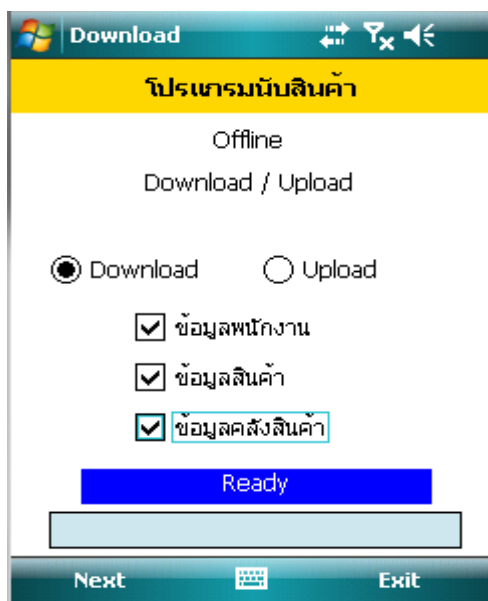 Download
โปรแกรมนับสินค้า
Offline
Download / Upload
Download Upload
ข้อมูลพนักงาน
ข้อมูลสินค้า
ข้อมูลคลังสินค้า
Ready
Next Exit